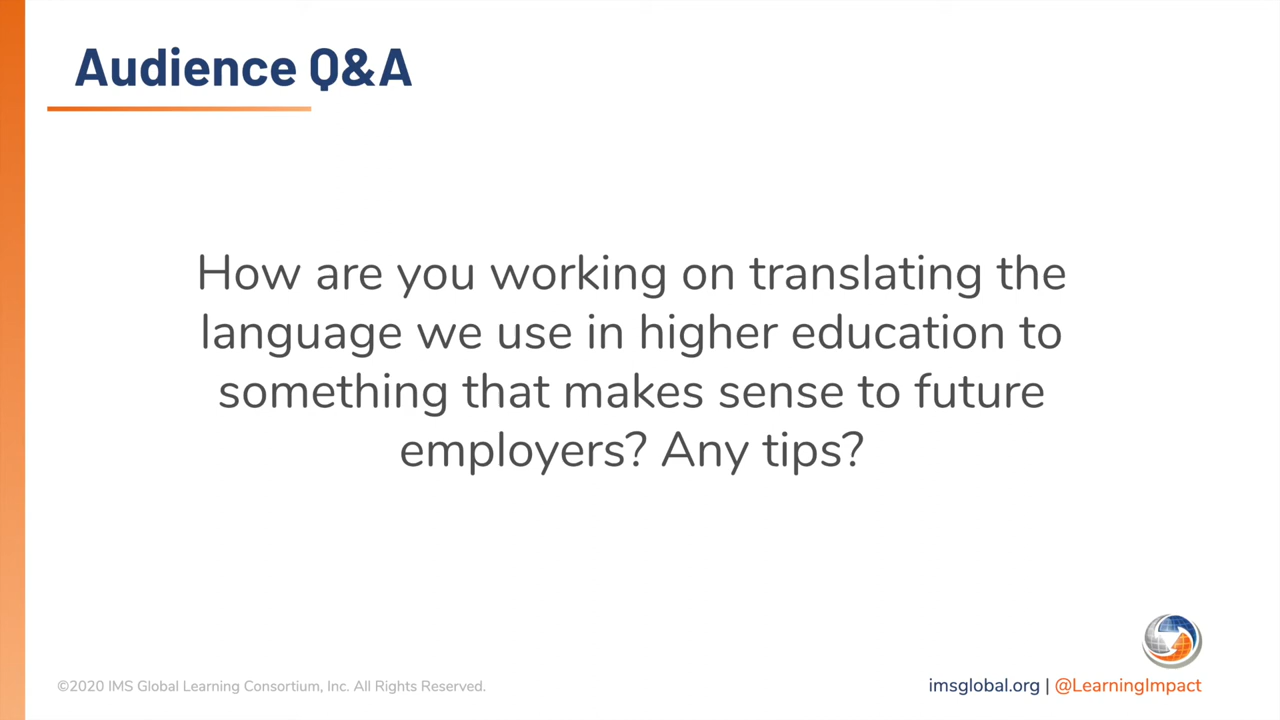 Audience Q&A
How are you working on translating the
language we use in higher education to
something that makes sense to future
employers? Any tips?
©2020 IMS Global Learning Consortium, Inc. All Rights Reserved.
imsglobal.org | @LearningImpact